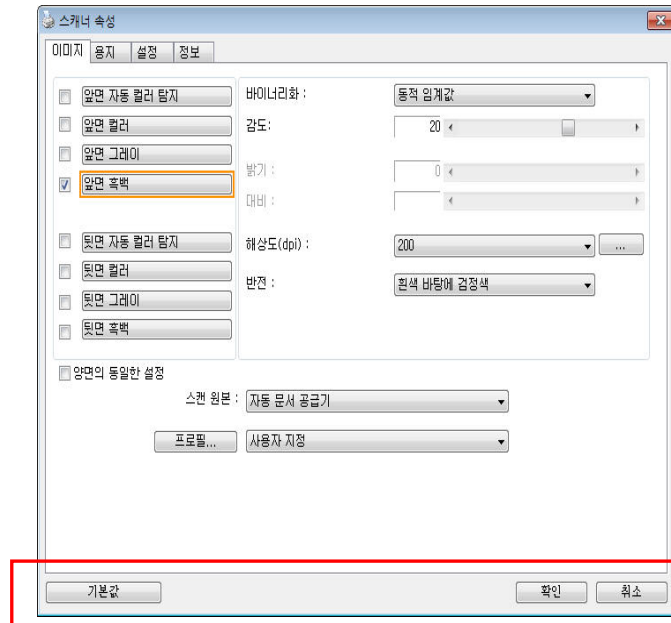 스캐너 속성
이미지 용지 설정 정보
앞면 자동 컬러 탐지
앞면 컬러
앞면 그레이
앞면 흑백
뒷면 자동 컬러 탐지
뒷면 컬러
뒷면 그레이
뒷면 흑백
바이너리화 : 동적 임계값
감도: 20
밝기 : 0
대비 :
해상도(dpi) : 200 ...
반전 : 흰색 바탕에 검정색
양면의 동일한 설정
스캔 원본 : 자동 문서 공급기
프로필... 사용자 지정
기본값 확인 취소